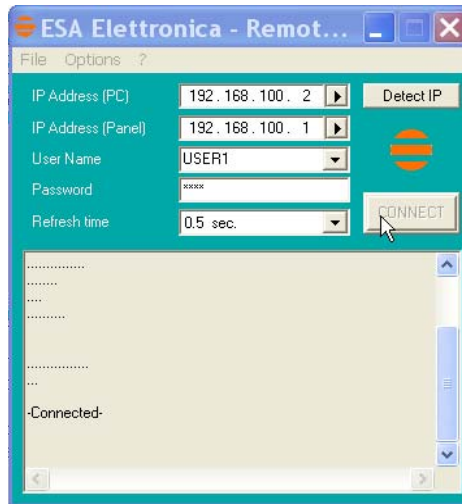 ESA Elettronica - Remot...
File Options ?
IP Address (PC) 192.168.100. 2 Detect IP
IP Address (Panel) 192.168.100. 1
User Name USER1
Password ****
Refresh time 0.5 sec. CONNECT
...............
........
....
..........
................
...
-Connected-